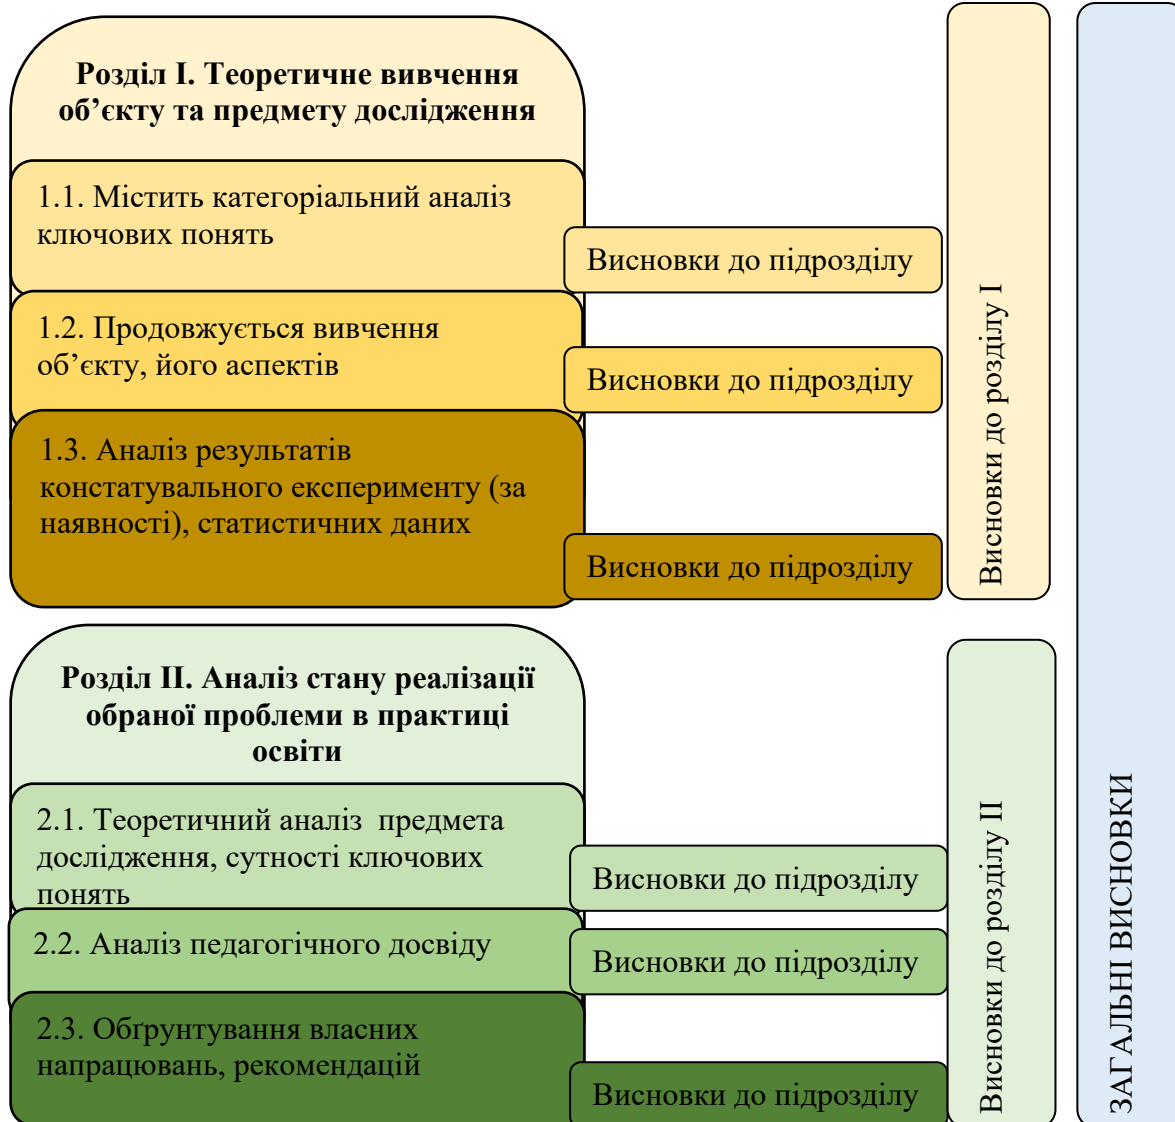 Розділ І. Теоретичне вивчення
об’єкту та предмету дослідження
1.1. Містить категоріальний аналіз
ключових понять
Висновки до підрозділу
1.2. Продовжується вивчення
об’єкту, його аспектів
Висновки до підрозділу
1.3. Аналіз результатів
констатувального експерименту (за
наявності), статистичних даних
Висновки до підрозділу
Висновки до розділу І
Розділ ІІ. Аналіз стану реалізації
обраної проблеми в практиці
освіти
2.1. Теоретичний аналіз  предмета
дослідження, сутності ключових
понять
Висновки до підрозділу
2.2. Аналіз педагогічного досвіду
Висновки до підрозділу
2.3. Обґрунтування власних
напрацювань, рекомендацій
Висновки до підрозділу
Висновки до розділу ІІ
ЗАГАЛЬНІ ВИСНОВКИ